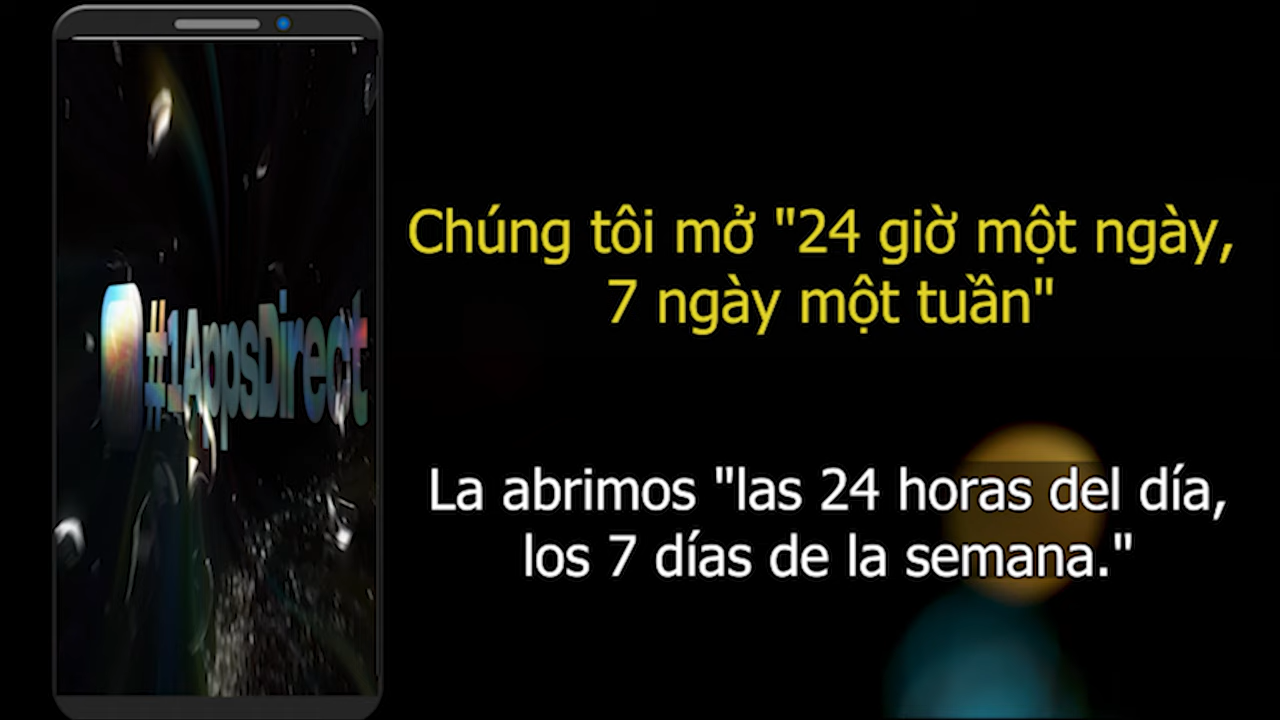 #1AppsDirect
Chúng tôi mở "24 giờ một ngày,
7 ngày một tuần"
La abrimos "las 24 horas del día,
los 7 días de la semana."